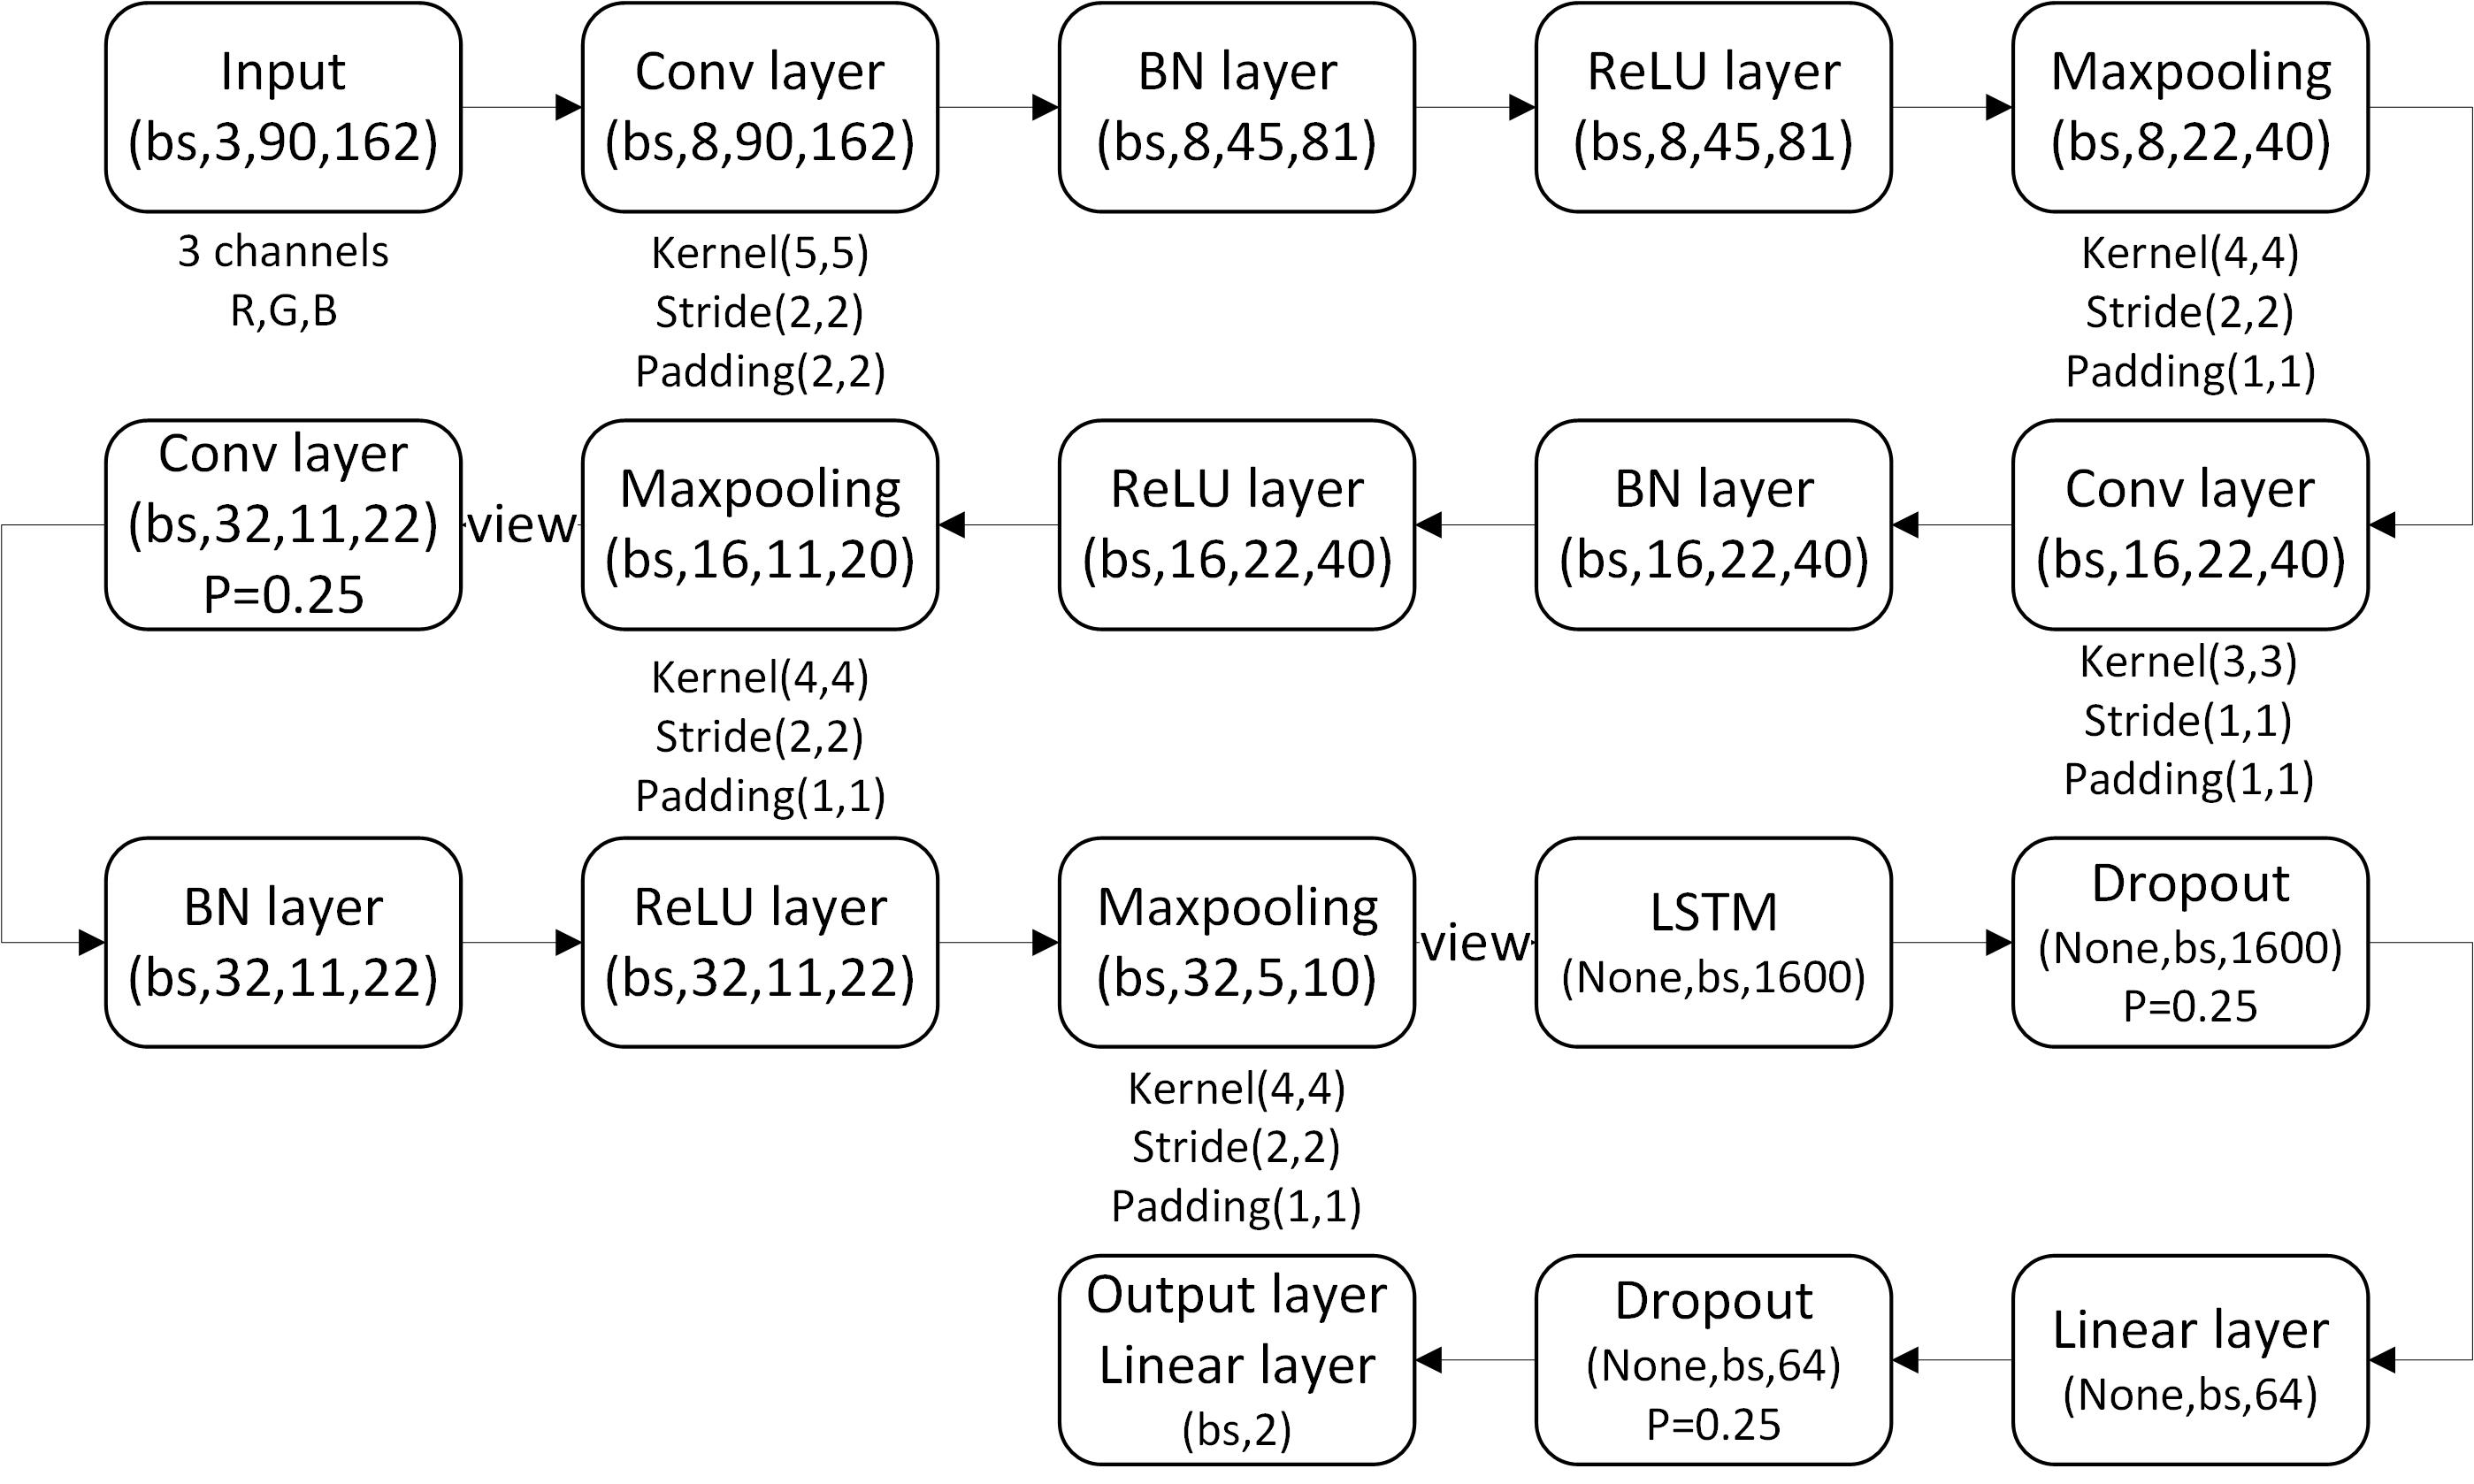 Input
(bs,3,90,162)
3 channels
R,G,B
Conv layer
(bs,8,90,162)
Kernel(5,5)
Stride(2,2)
Padding(2,2)
BN layer
(bs,8,45,81)
ReLU layer
(bs,8,45,81)
Maxpooling
(bs,8,22,40)
Kernel(4,4)
Stride(2,2)
Padding(1,1)
Conv layer
(bs,16,22,40)
Kernel(3,3)
Stride(1,1)
Padding(1,1)
BN layer
(bs,16,22,40)
ReLU layer
(bs,16,22,40)
Maxpooling
(bs,16,11,20)
Kernel(4,4)
Stride(2,2)
Padding(1,1)
view
Conv layer
(bs,32,11,22)
P=0.25
BN layer
(bs,32,11,22)
ReLU layer
(bs,32,11,22)
Maxpooling
(bs,32,5,10)
Kernel(4,4)
Stride(2,2)
Padding(1,1)
view
LSTM
(None,bs,1600)
Dropout
(None,bs,1600)
P=0.25
Linear layer
(None,bs,64)
Dropout
(None,bs,64)
P=0.25
Output layer
Linear layer
(bs,2)